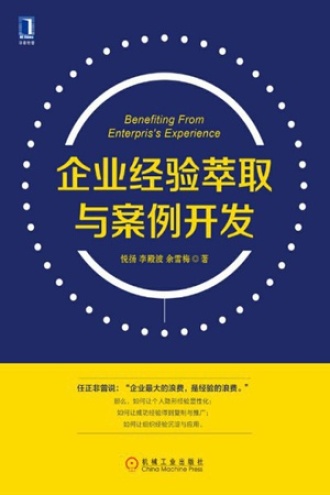 华章经管
Benefiting From
Enterpris's Experience
企业经验萃取
与案例开发
悦扬 李殿波 余雪梅◎著
任正非曾说：“企业最大的浪费，是经验的浪费。”
那么，如何让个人隐形经验显性化；
如何让成功经验得到复制与推广；
如何让组织经验沉淀与应用。
机械工业出版社
China Machine Press